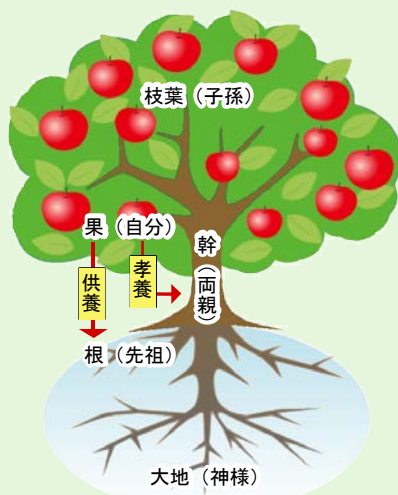 枝葉（子孫）
果（自分）
幹（両親）
孝養
供養
根（先祖）
大地（神様）